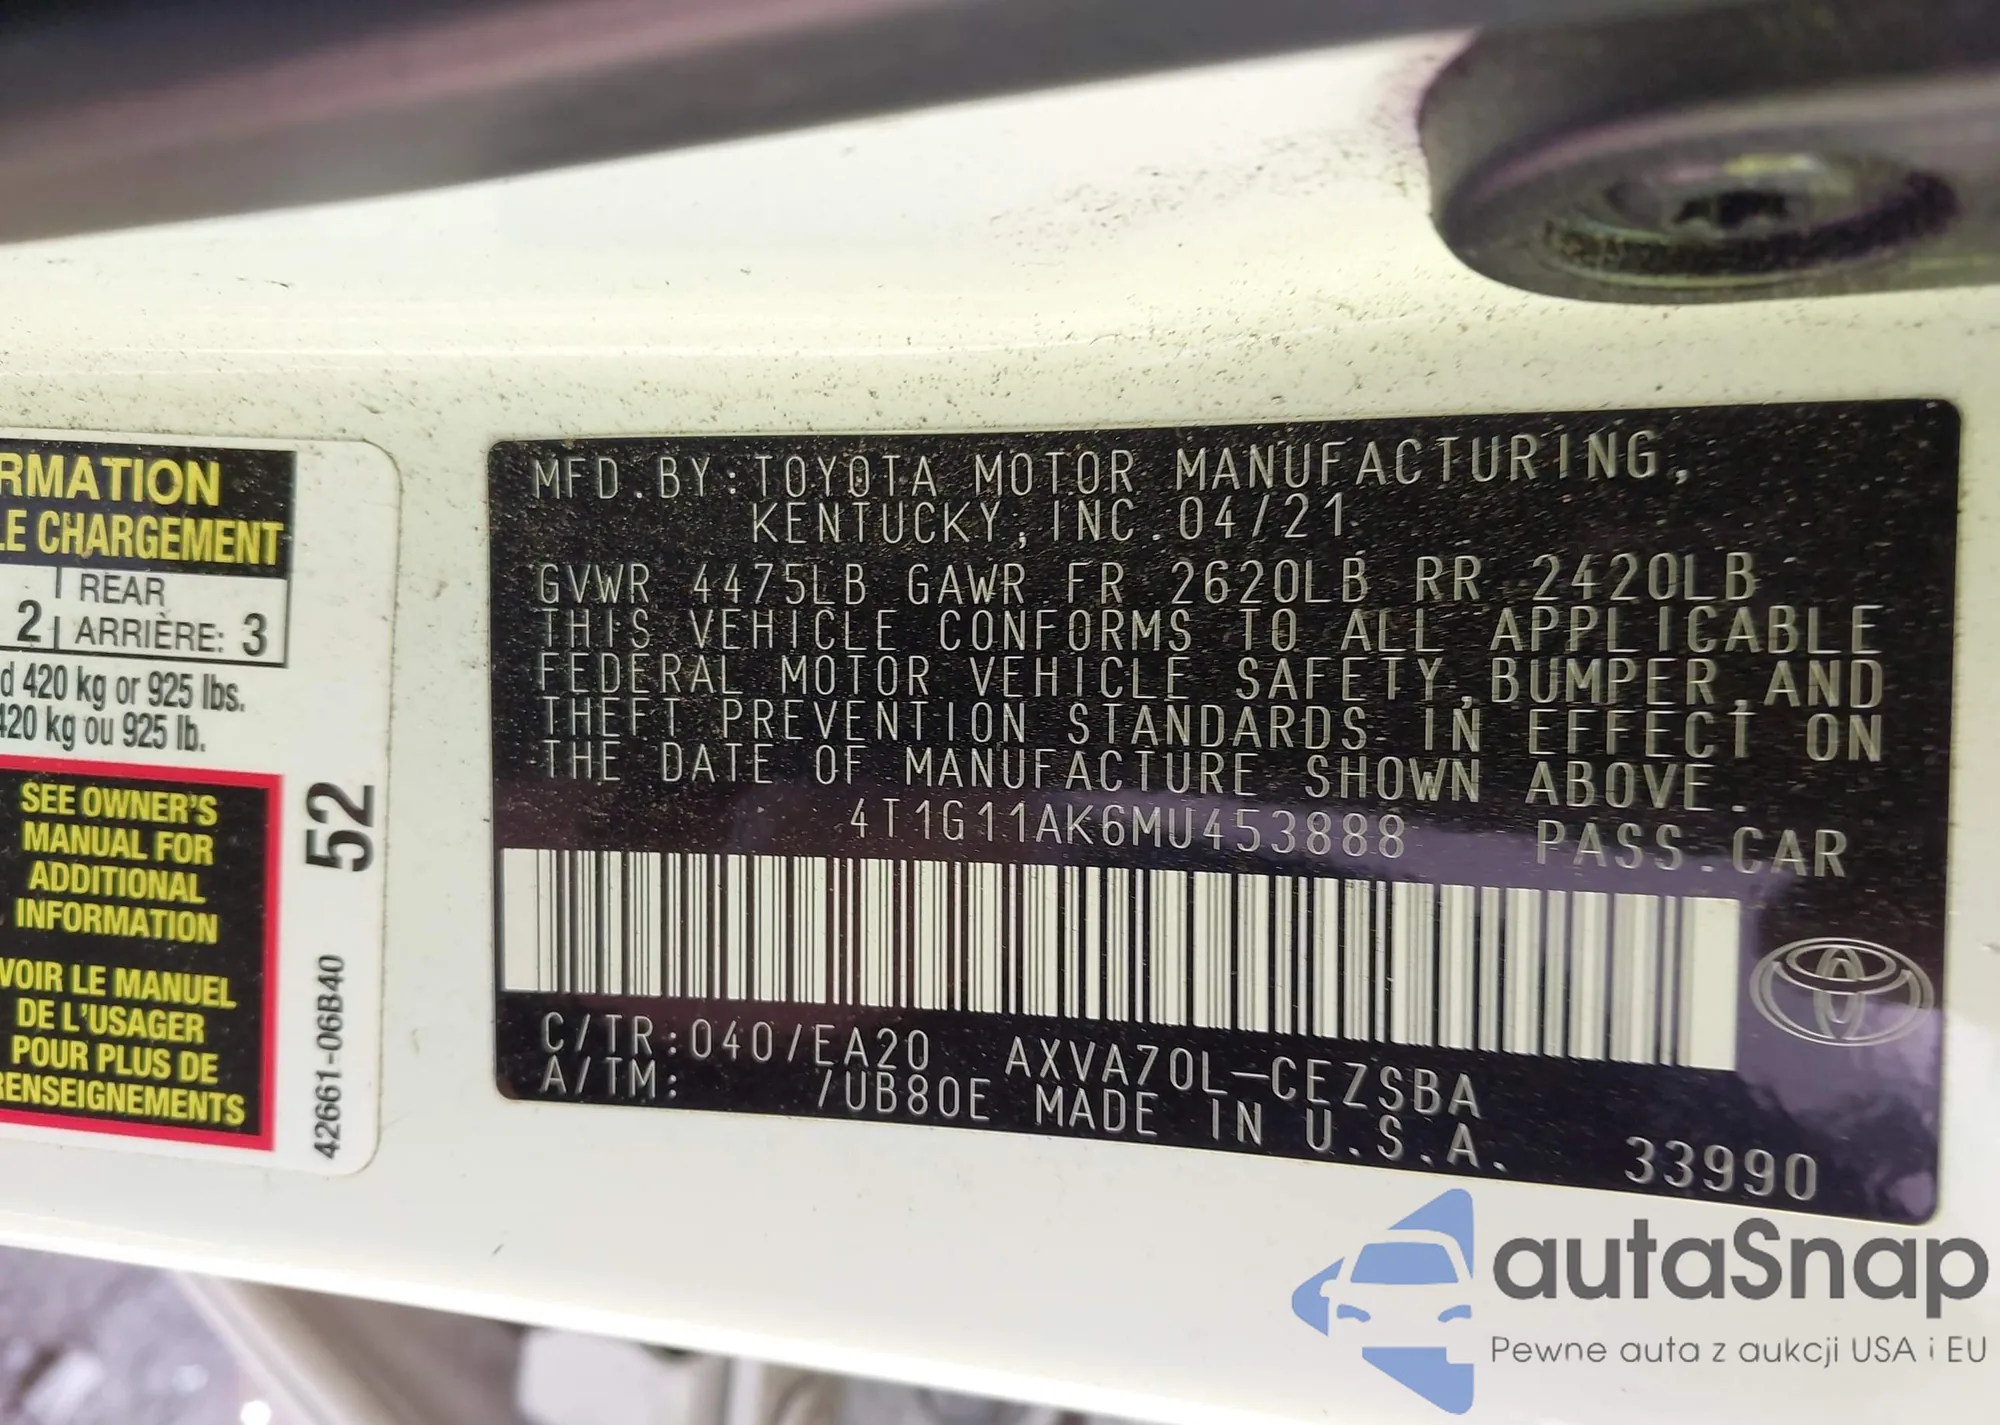 RMATION
LE CHARGEMENT
2 REAR
ARRIÈRE: 3
d 420 kg or 925 lbs.
420 kg ou 925 lb.
SEE OWNER'S
MANUAL FOR
ADDITIONAL
INFORMATION
VOIR LE MANUEL
DE L'USAGER
POUR PLUS DE
RENSEIGNEMENTS
52
42661-06B40
MFD.BY:TOYOTA MOTOR MANUFACTURING,
KENTUCKY, INC.04/21
GVWR 4475LB GAWR FR 2620LB RR 2420LB
THIS VEHICLE CONFORMS TO ALL APPLICABLE
FEDERAL MOTOR VEHICLE SAFETY,BUMPER,AND
THEFT PREVENTION STANDARDS IN EFFECT ON
THE DATE OF MANUFACTURE SHOWN ABOVE.
4T1G11AK6MU453888 PASS.CAR
C/TR:040/EA20 AXVA70L-CEZSBA
A/TM: /UB80E MADE IN U.S.A.
33990
autaSnap
Pewne auta z aukcji USA i EU